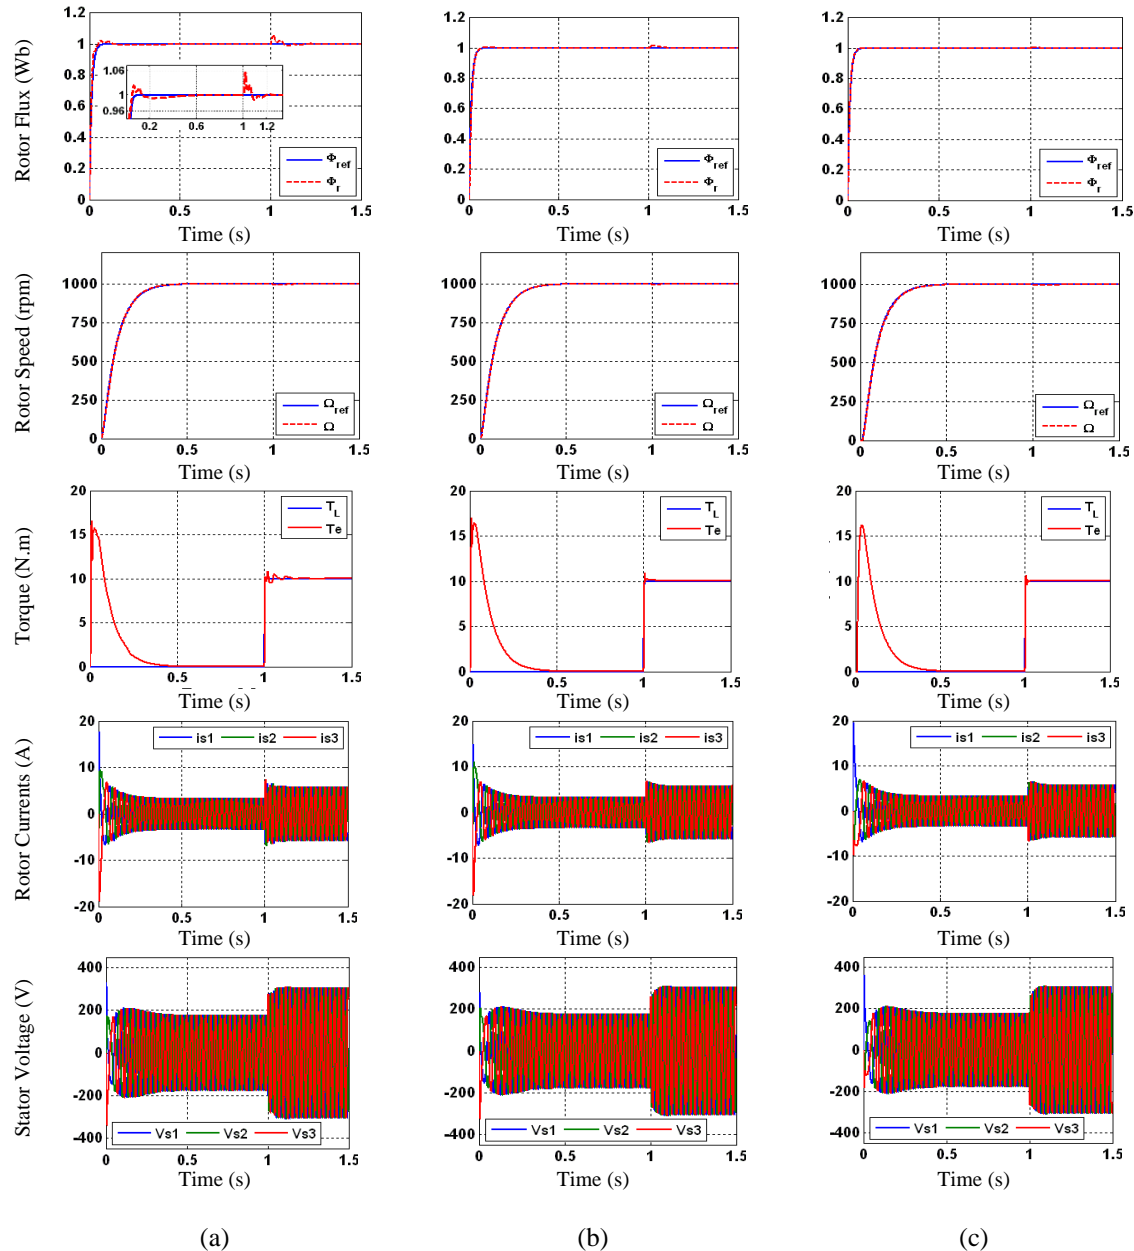 Rotor Flux (Wb)
1.2
1
0.8
0.6
0.4
0.2
0
1.06
1
0.96
0.2 0.6 1 1.2
Φref
Φr
0 0.5 1 1.5
Time (s)
1.2
1
0.8
0.6
0.4
0.2
0
Φref
Φr
0 0.5 1 1.5
Time (s)
1.2
1
0.8
0.6
0.4
0.2
0
Φref
Φr
0 0.5 1 1.5
Time (s)
Rotor Speed (rpm)
1000
750
500
250
0
Ωref
Ω
0 0.5 1 1.5
Time (s)
1000
750
500
250
0
Ωref
Ω
0 0.5 1 1.5
Time (s)
1000
750
500
250
0
Ωref
Ω
0 0.5 1 1.5
Time (s)
Torque (N.m)
20
15
10
5
0
TL
Te
0 0.5 1 1.5
Time (s)
20
15
10
5
0
TL
Te
0 0.5 1 1.5
Time (s)
20
15
10
5
0
TL
Te
0 0.5 1 1.5
Time (s)
Rotor Currents (A)
20
10
0
-10
-20
is1 is2 is3
0 0.5 1 1.5
Time (s)
20
10
0
-10
-20
is1 is2 is3
0 0.5 1 1.5
Time (s)
20
10
0
-10
-20
is1 is2 is3
0 0.5 1 1.5
Time (s)
Stator Voltage (V)
400
200
0
-200
-400
Vs1 Vs2 Vs3
0 0.5 1 1.5
Time (s)
400
200
0
-200
-400
Vs1 Vs2 Vs3
0 0.5 1 1.5
Time (s)
400
200
0
-200
-400
Vs1 Vs2 Vs3
0 0.5 1 1.5
Time (s)
(a) (b) (c)